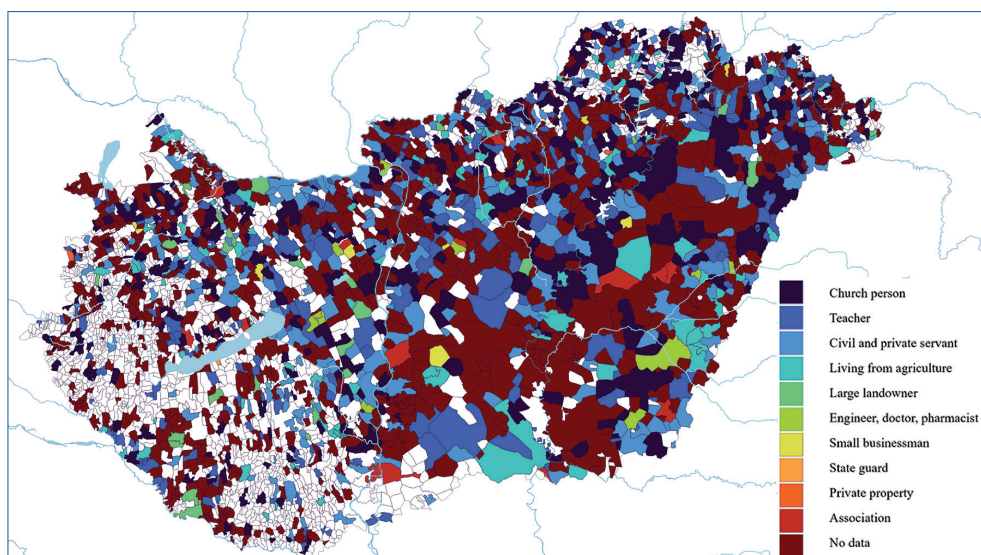 Church person
Teacher
Civil and private servant
Living from agriculture
Large landowner
Engineer, doctor, pharmacist
Small businessman
State guard
Private property
Association
No data